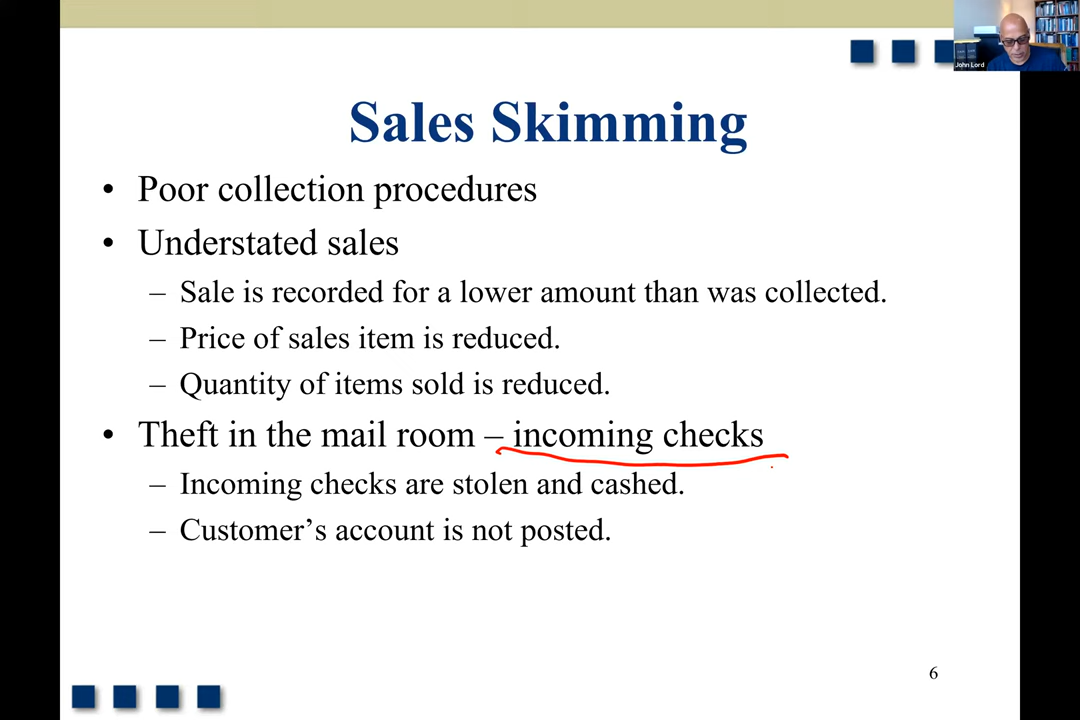 John Lord
Sales Skimming
• Poor collection procedures
• Understated sales
– Sale is recorded for a lower amount than was collected.
– Price of sales item is reduced.
– Quantity of items sold is reduced.
• Theft in the mail room – incoming checks
– Incoming checks are stolen and cashed.
– Customer’s account is not posted.
6